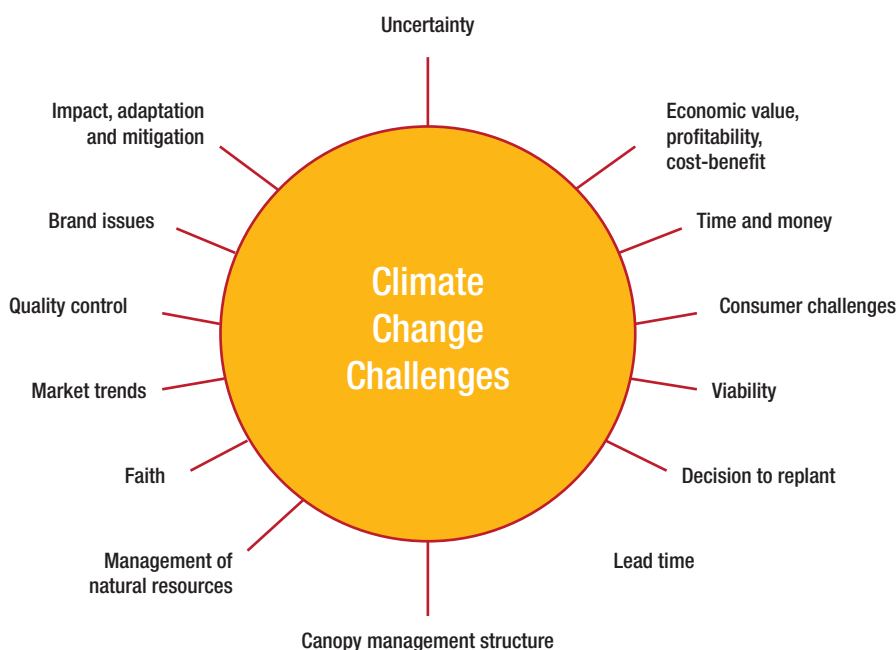 Uncertainty
Impact, adaptation
and mitigation
Economic value,
profitability,
cost-benefit
Brand issues
Time and money
Quality control
Consumer challenges
Climate
Change
Challenges
Market trends
Viability
Faith
Decision to replant
Management of
natural resources
Lead time
Canopy management structure